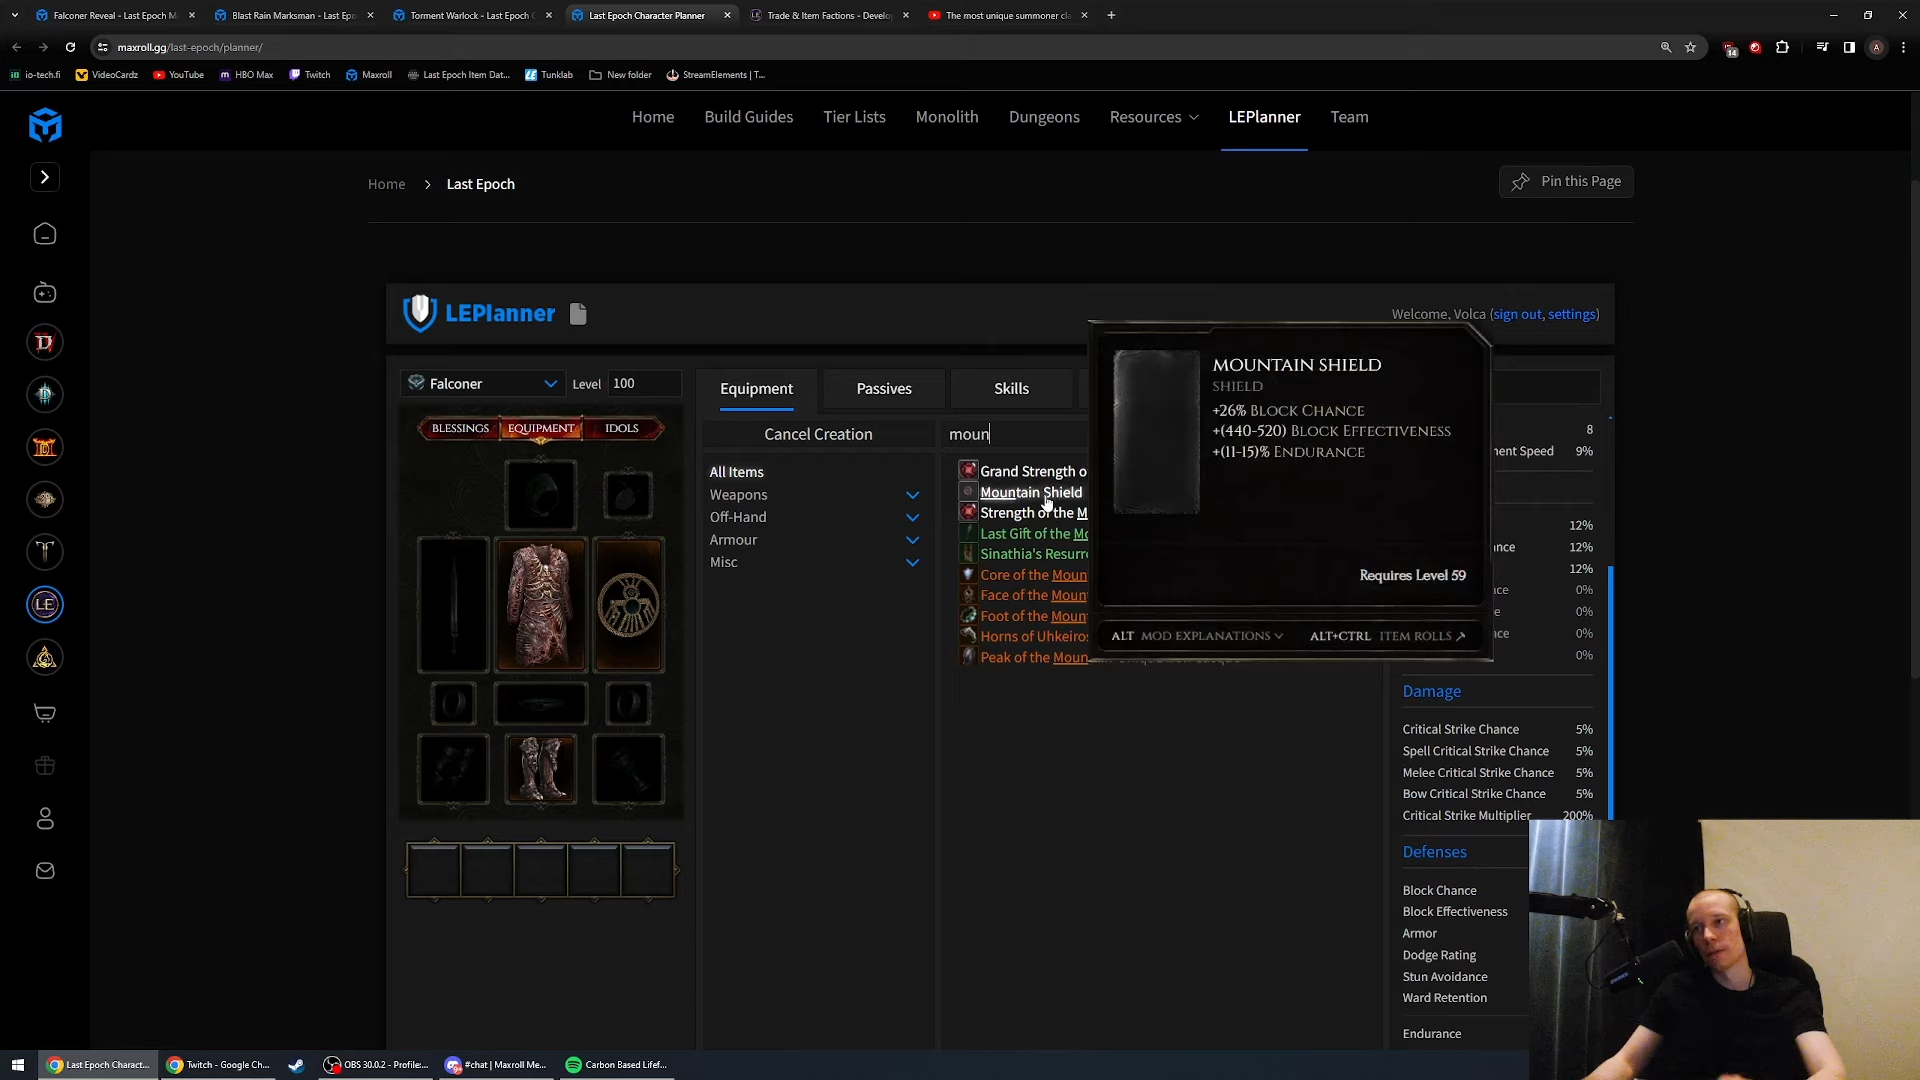 Falconer Reveal - Last Epoch M
Blast Rain Marksman - Last Epo
Torment Warlock - Last Epoch C
Last Epoch Character Planner
Trade & Item Factions - Develo
The most unique summoner cl
maxroll.gg/last-epoch/planner/
14
A
io-tech.fi
VideoCardz
YouTube
HBO Max
Twitch
Maxroll
Last Epoch Item Dat...
Tunklab
New folder
StreamElements | T...
Home
Build Guides
Tier Lists
Monolith
Dungeons
Resources
LEPlanner
Team
Home > Last Epoch
Pin this Page
LEPlanner
Welcome, Volca (sign out, settings)
Falconer
Level 100
Equipment
Passives
Skills
BLESSINGS
EQUIPMENT
IDOLS
Cancel Creation
moun
All Items
Weapons
Off-Hand
Armour
Misc
Grand Strength o
Mountain Shield
Strength of the M
Last Gift of the Mo
Sinathia's Resurre
Core of the Moun
Face of the Moun
Foot of the Moun
Horns of Uhkeiros
Peak of the Moun
MOUNTAIN SHIELD
SHIELD
+26% BLOCK CHANCE
+(440-520) BLOCK EFFECTIVENESS
+(11-15)% ENDURANCE
Requires Level 59
ALT MOD EXPLANATIONS
ALT+CTRL ITEM ROLLS
8
ment Speed 9%
12%
nce 12%
12%
0%
e 0%
nce 0%
0%
Damage
Critical Strike Chance 5%
Spell Critical Strike Chance 5%
Melee Critical Strike Chance 5%
Bow Critical Strike Chance 5%
Critical Strike Multiplier 200%
Defenses
Block Chance
Block Effectiveness
Armor
Dodge Rating
Stun Avoidance
Ward Retention
Endurance
LE
Last Epoch Charact...
Twitch - Google Ch...
OBS 30.0.2 - Profile:...
#chat | Maxroll Me...
Carbon Based Lifef...